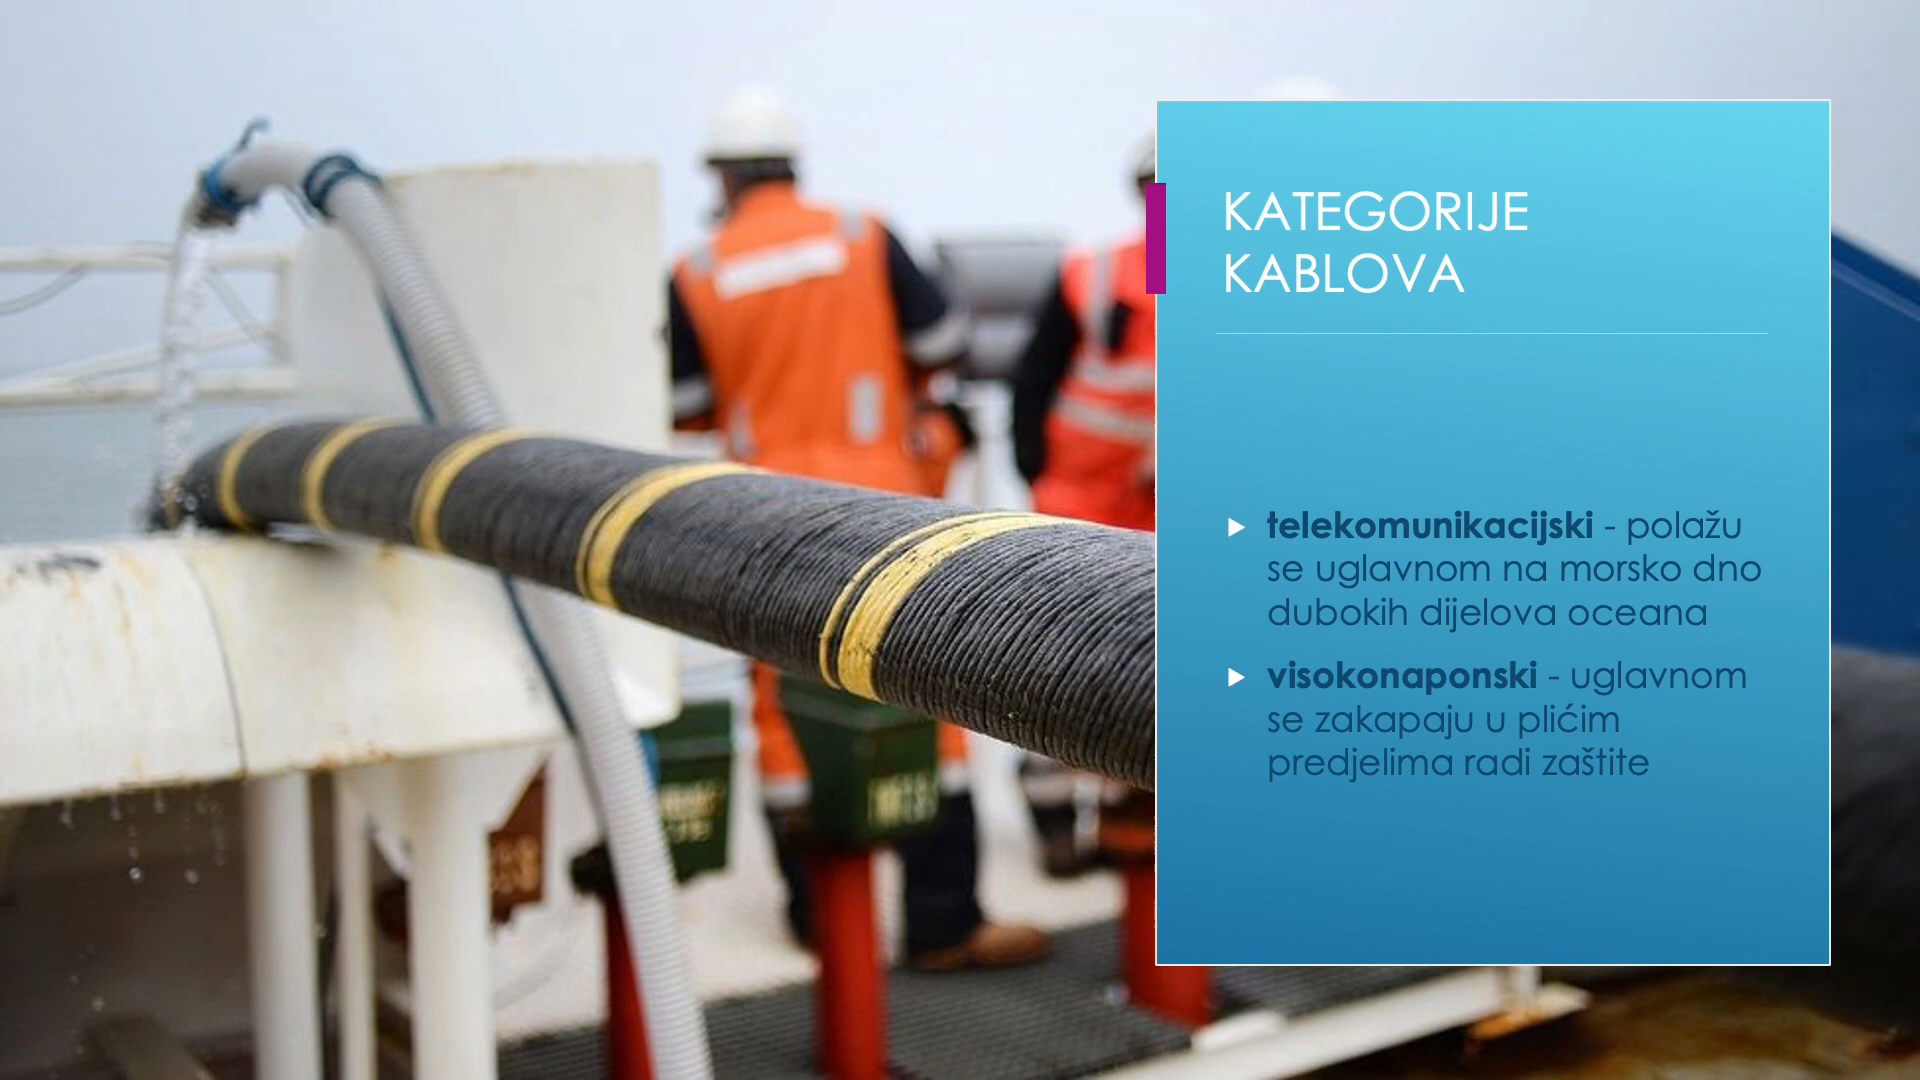 KATEGORIJE
KABLOVA
telekomunikacijski - polažu
se uglavnom na morsko dno
dubokih dijelova oceana
visokonaponski - uglavnom
se zakapaju u plićim
predjelima radi zaštite